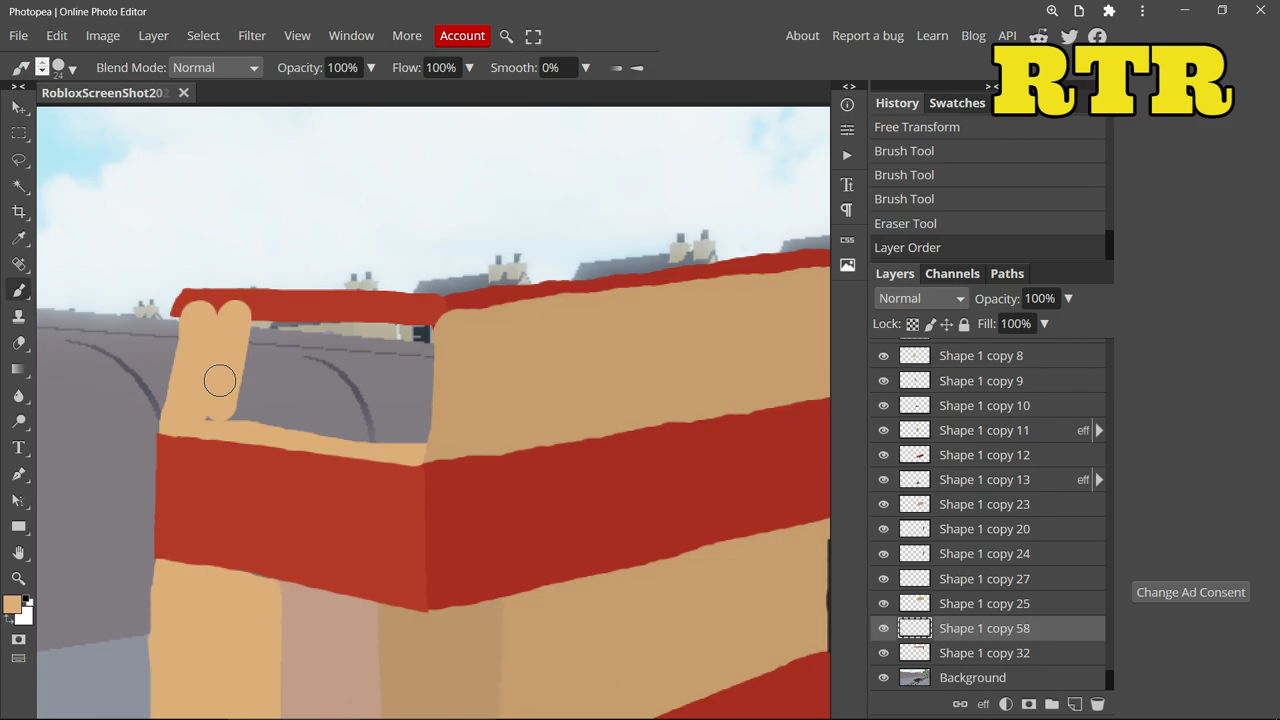 Photopea | Online Photo Editor
File Edit Image Layer Select Filter View Window More Account About Report a bug Learn Blog API
24 Blend Mode: Normal Opacity: 100% Flow: 100% Smooth: 0%
RTR
RobloxScreenShot202
History Swatches
Free Transform
Brush Tool
Brush Tool
Brush Tool
Eraser Tool
Layer Order
CSS
Layers Channels Paths
Normal Opacity: 100%
Lock: Fill: 100%
Shape 1 copy 8
Shape 1 copy 9
Shape 1 copy 10
Shape 1 copy 11 eff
Shape 1 copy 12
Shape 1 copy 13 eff
Shape 1 copy 23
Shape 1 copy 20
Shape 1 copy 24
Shape 1 copy 27
Shape 1 copy 25
Shape 1 copy 58
Shape 1 copy 32
Background
eff
Change Ad Consent